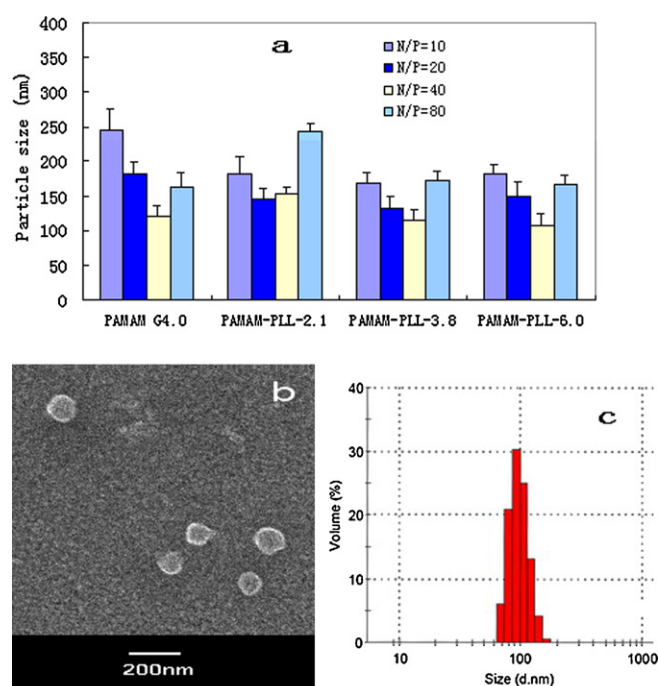 a
Particle size (nm)
400
350
300
250
200
150
100
50
0
N/P=10
N/P=20
N/P=40
N/P=80
PAMAM G4.0 PAMAM-PLL-2.1 PAMAM-PLL-3.8 PAMAM-PLL-6.0
b
200nm
c
Volume (%)
40
30
20
10
0
10 100 1000
Size (d.nm)